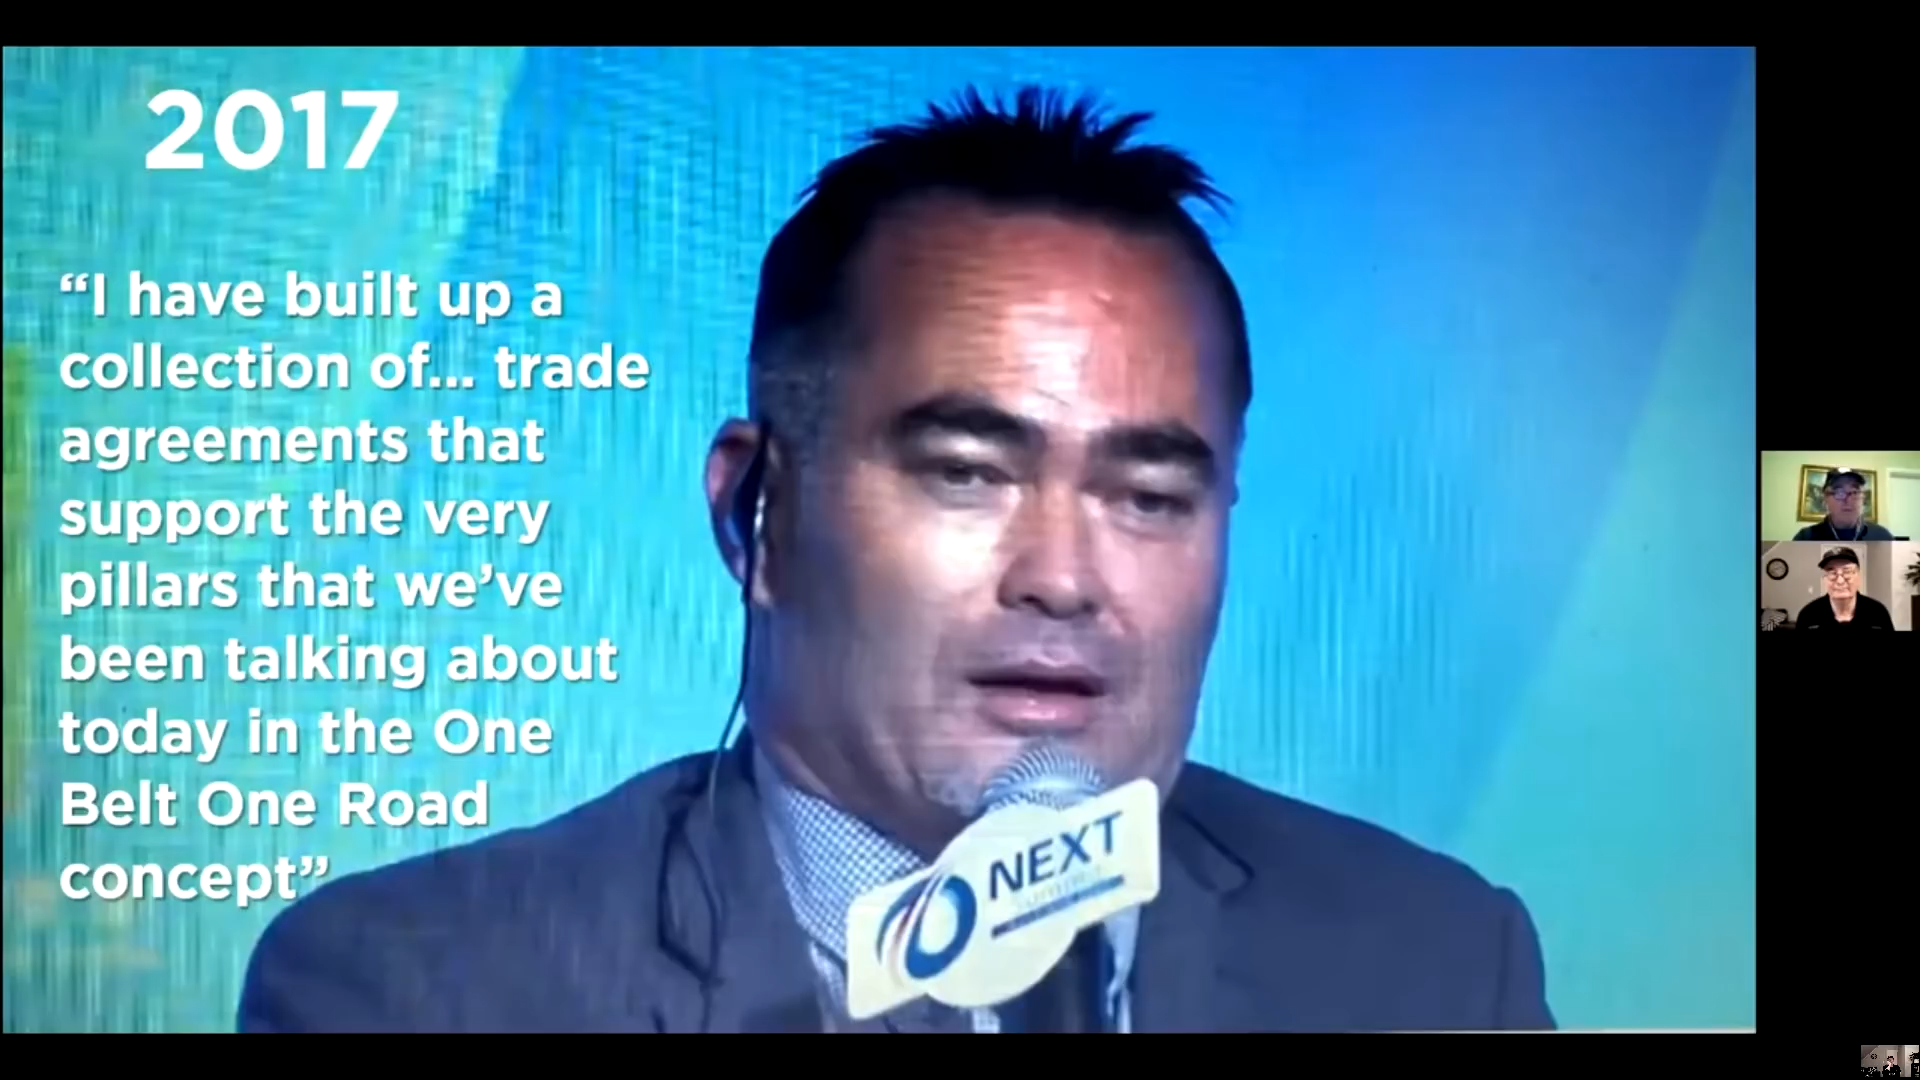 2017
“I have built up a
collection of... trade
agreements that
support the very
pillars that we’ve
been talking about
today in the One
Belt One Road
concept”
NEXT